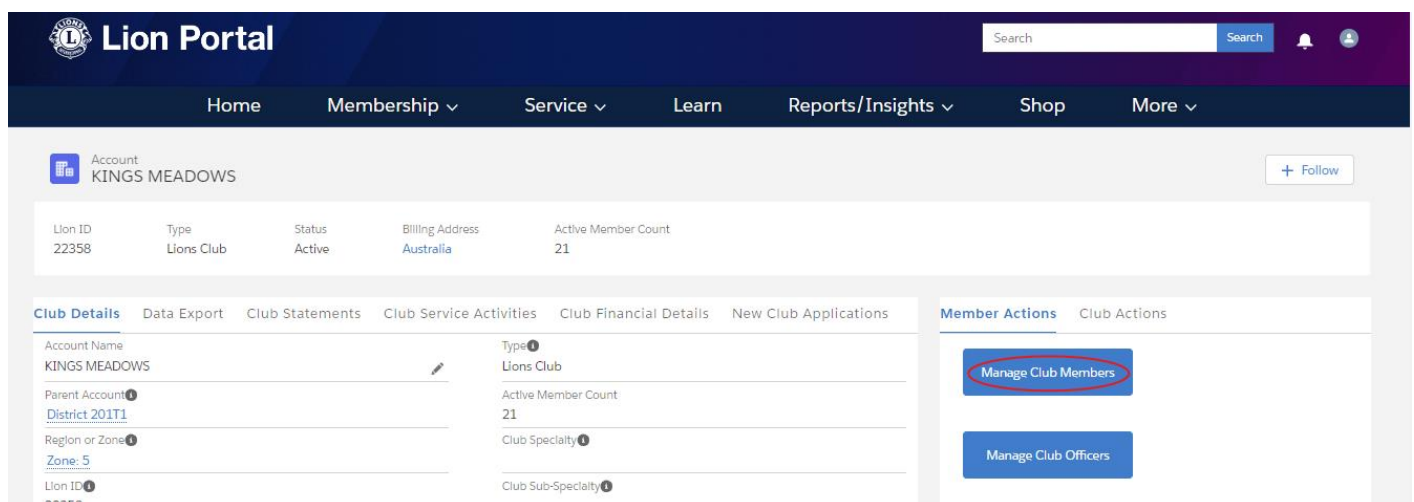 LIONS
L
INTERNATIONAL
Lion Portal
Search
Search
Home Membership Service Learn Reports/Insights Shop More
Account
KINGS MEADOWS
+ Follow
Lion ID Type Status Billing Address Active Member Count
22358 Lions Club Active Australia 21
Club Details Data Export Club Statements Club Service Activities Club Financial Details New Club Applications
Member Actions Club Actions
Account Name Type
KINGS MEADOWS Lions Club
Parent Account Active Member Count
District 201T1 21
Region or Zone Club Specialty
Zone: 5
Lion ID Club Sub-Specialty
22358
Manage Club Members
Manage Club Officers